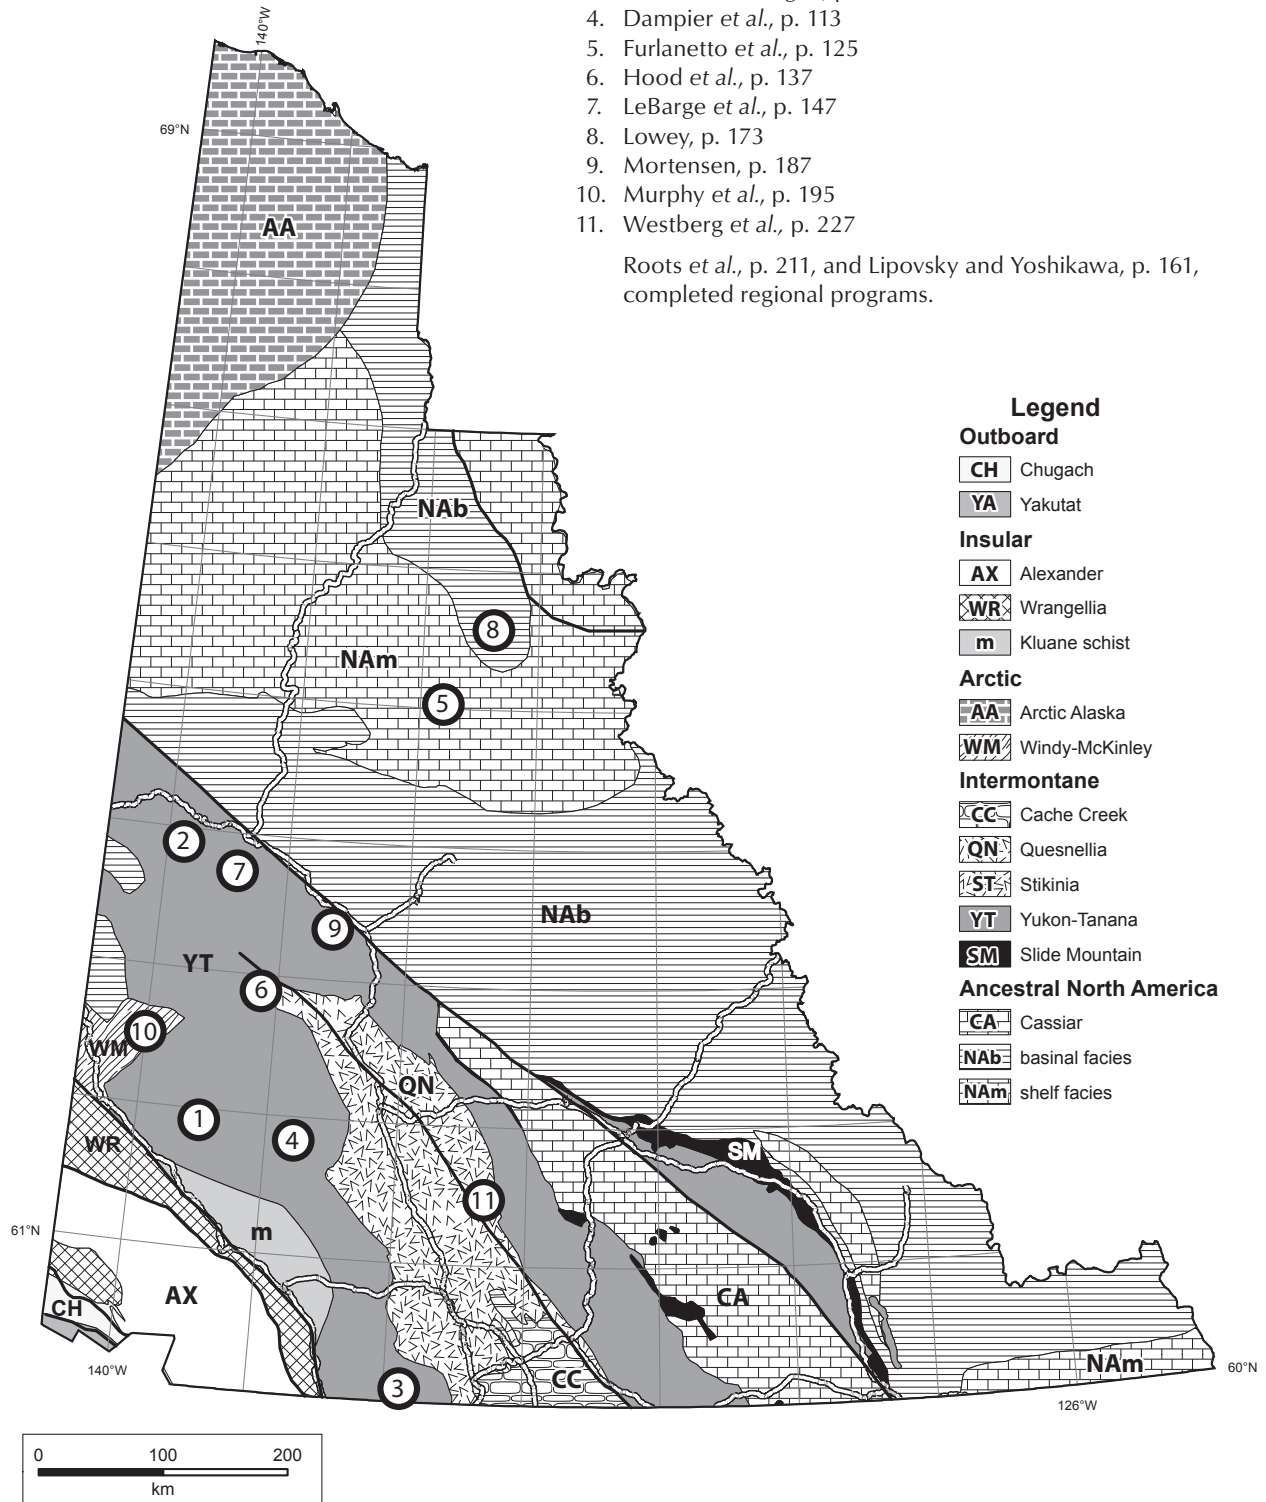 4. Dampier et al., p. 113
5. Furlanetto et al., p. 125
6. Hood et al., p. 137
7. LeBarge et al., p. 147
8. Lowey, p. 173
9. Mortensen, p. 187
10. Murphy et al., p. 195
11. Westberg et al., p. 227
Roots et al., p. 211, and Lipovsky and Yoshikawa, p. 161,
completed regional programs.
140°W
69°N
AA
NAb
8
NAm
5
2
7
9
NAb
YT
6
10
WM
QN
1
4
WR
SM
11
61°N
m
AX
CA
CH
140°W
3
CC
NAm
60°N
126°W
Legend
Outboard
CH Chugach
YA Yakutat
Insular
AX Alexander
WR Wrangellia
m Kluane schist
Arctic
AA Arctic Alaska
WM Windy-McKinley
Intermontane
CC Cache Creek
QN Quesnellia
ST Stikinia
YT Yukon-Tanana
SM Slide Mountain
Ancestral North America
CA Cassiar
NAb basinal facies
NAm shelf facies
0 100 200
km